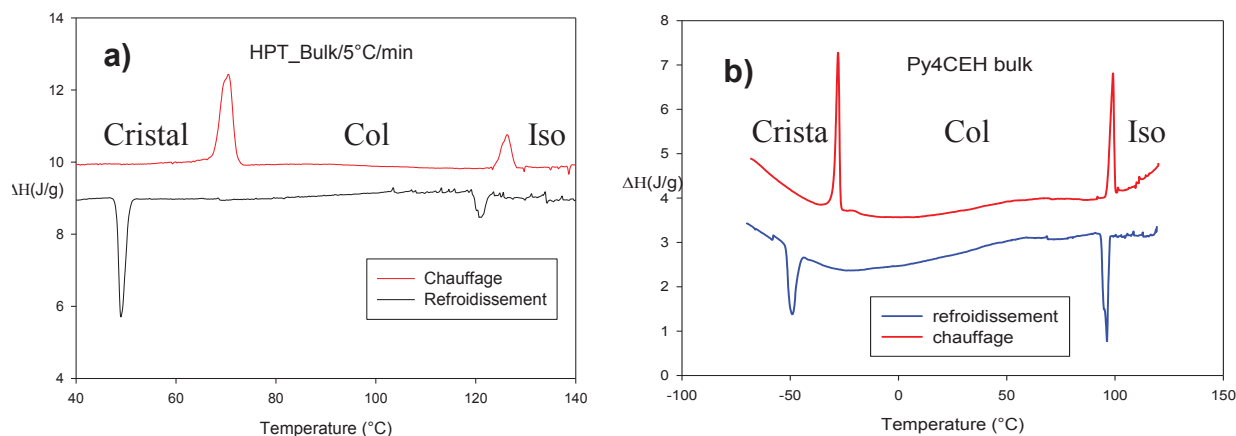 a)
HPT_Bulk/5°C/min
Cristal
Col
Iso
14
12
10
8
6
4
ΔH(J/g)
Chauffage
Refroidissement
40
60
80
100
120
140
Temperature (°C)
b)
Py4CEH bulk
Crista
Col
Iso
8
7
6
5
4
3
2
1
0
ΔH(J/g)
refroidissement
chauffage
-100
-50
0
50
100
150
Temperature (°C)